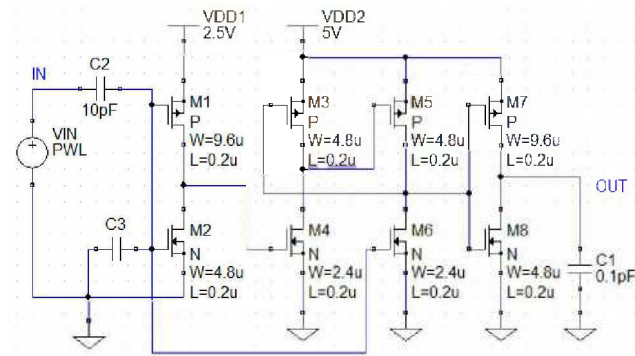 VDD1
2.5V
VDD2
5V
IN
C2
10pF
VIN
PWL
M1
P
W=9.6u
L=0.2u
M3
P
W=4.8u
L=0.2u
M5
P
W=4.8u
L=0.2u
M7
P
W=9.6u
L=0.2u
OUT
C3
M2
N
W=4.8u
L=0.2u
M4
N
W=2.4u
L=0.2u
M6
N
W=2.4u
L=0.2u
M8
N
W=4.8u
L=0.2u
C1
0.1pF